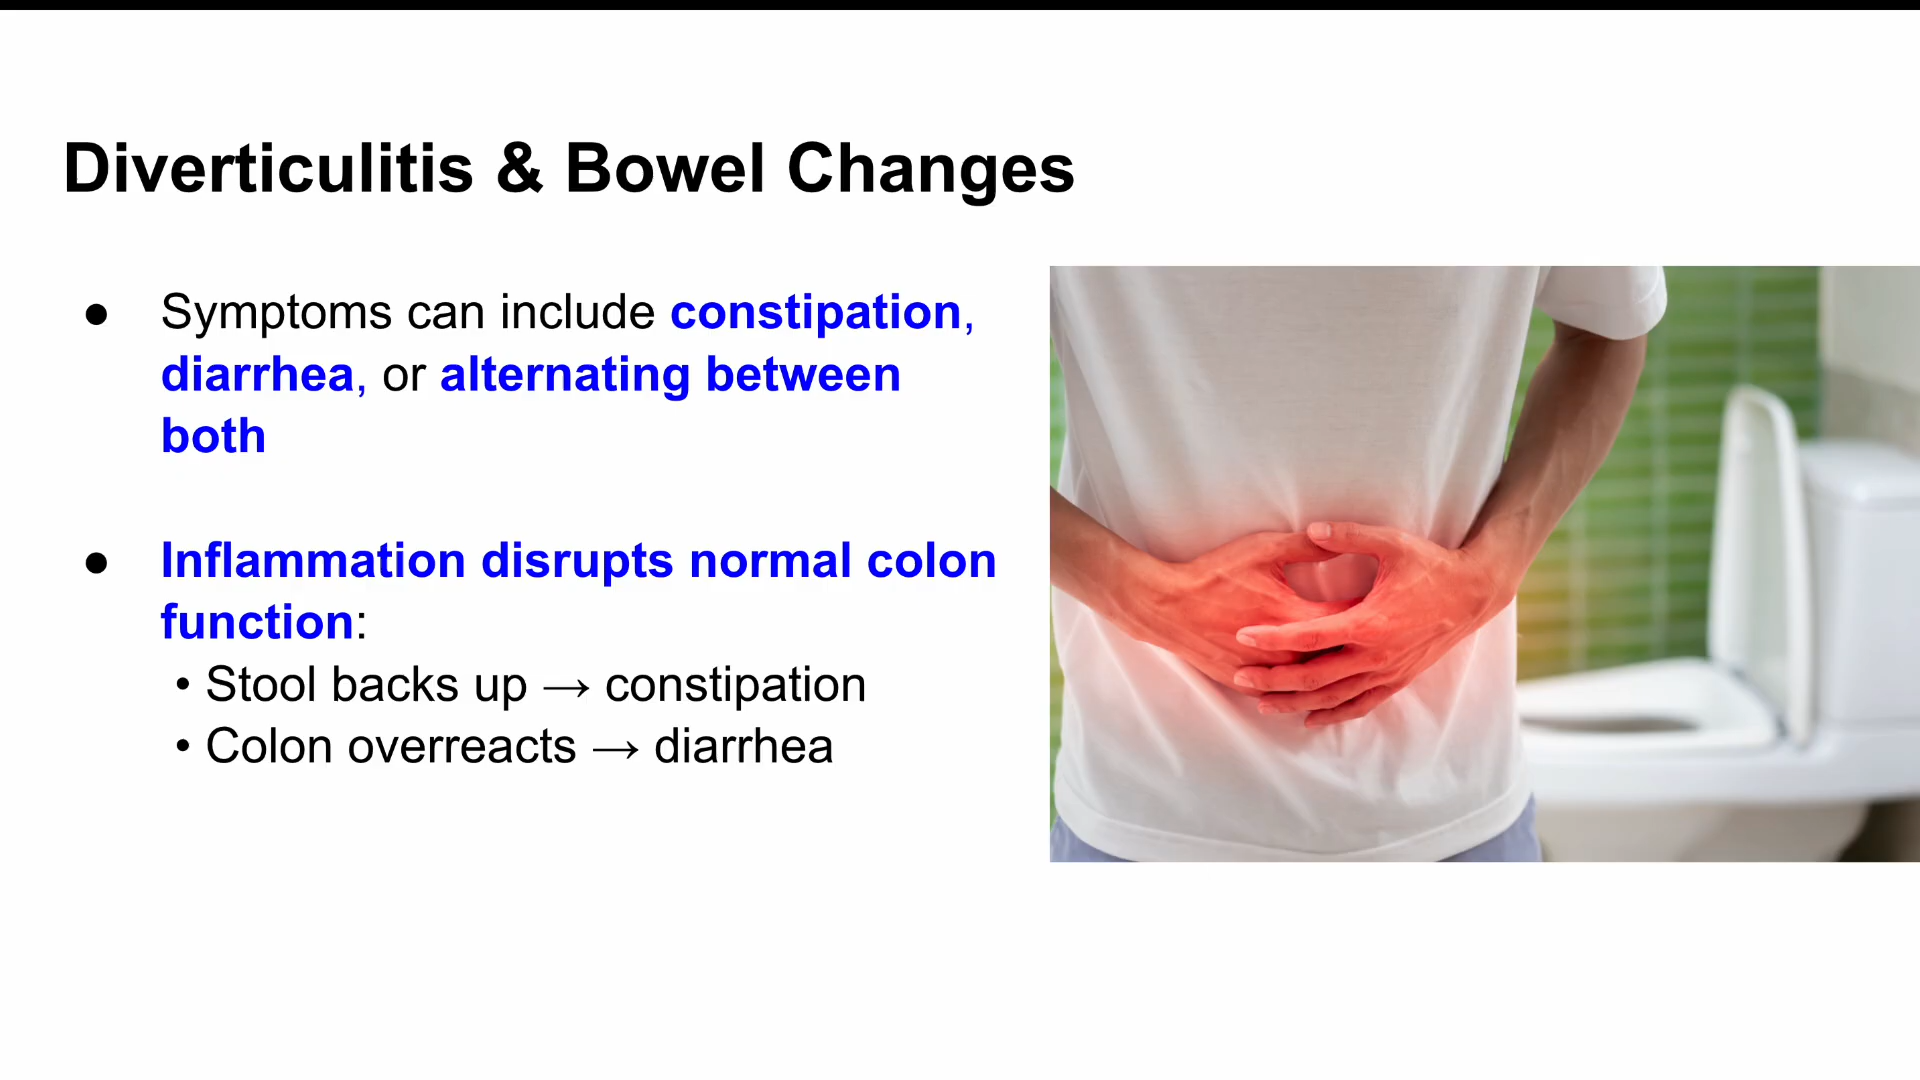 Diverticulitis & Bowel Changes
● Symptoms can include constipation,
diarrhea, or alternating between
both
● Inflammation disrupts normal colon
function:
• Stool backs up → constipation
• Colon overreacts → diarrhea